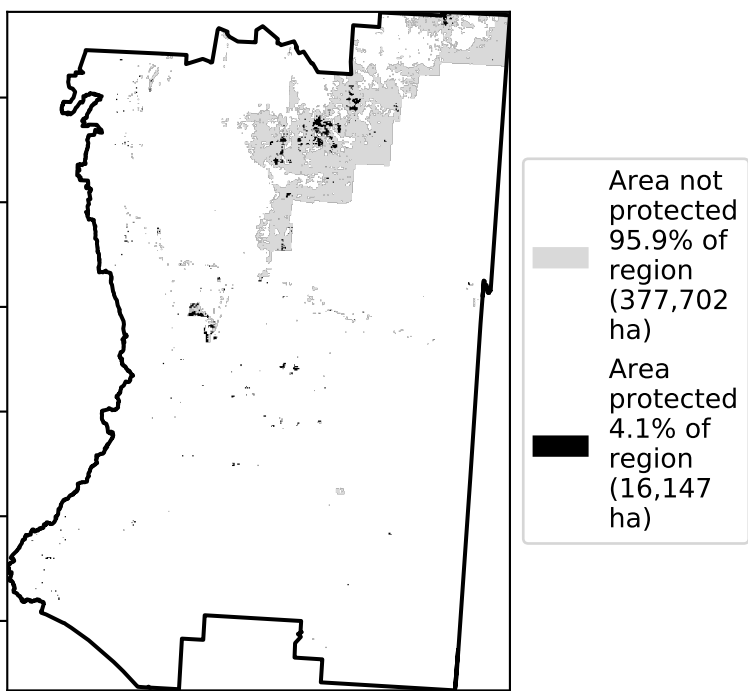 Area not
protected
95.9% of
region
(377,702
ha)
Area
protected
4.1% of
region
(16,147
ha)